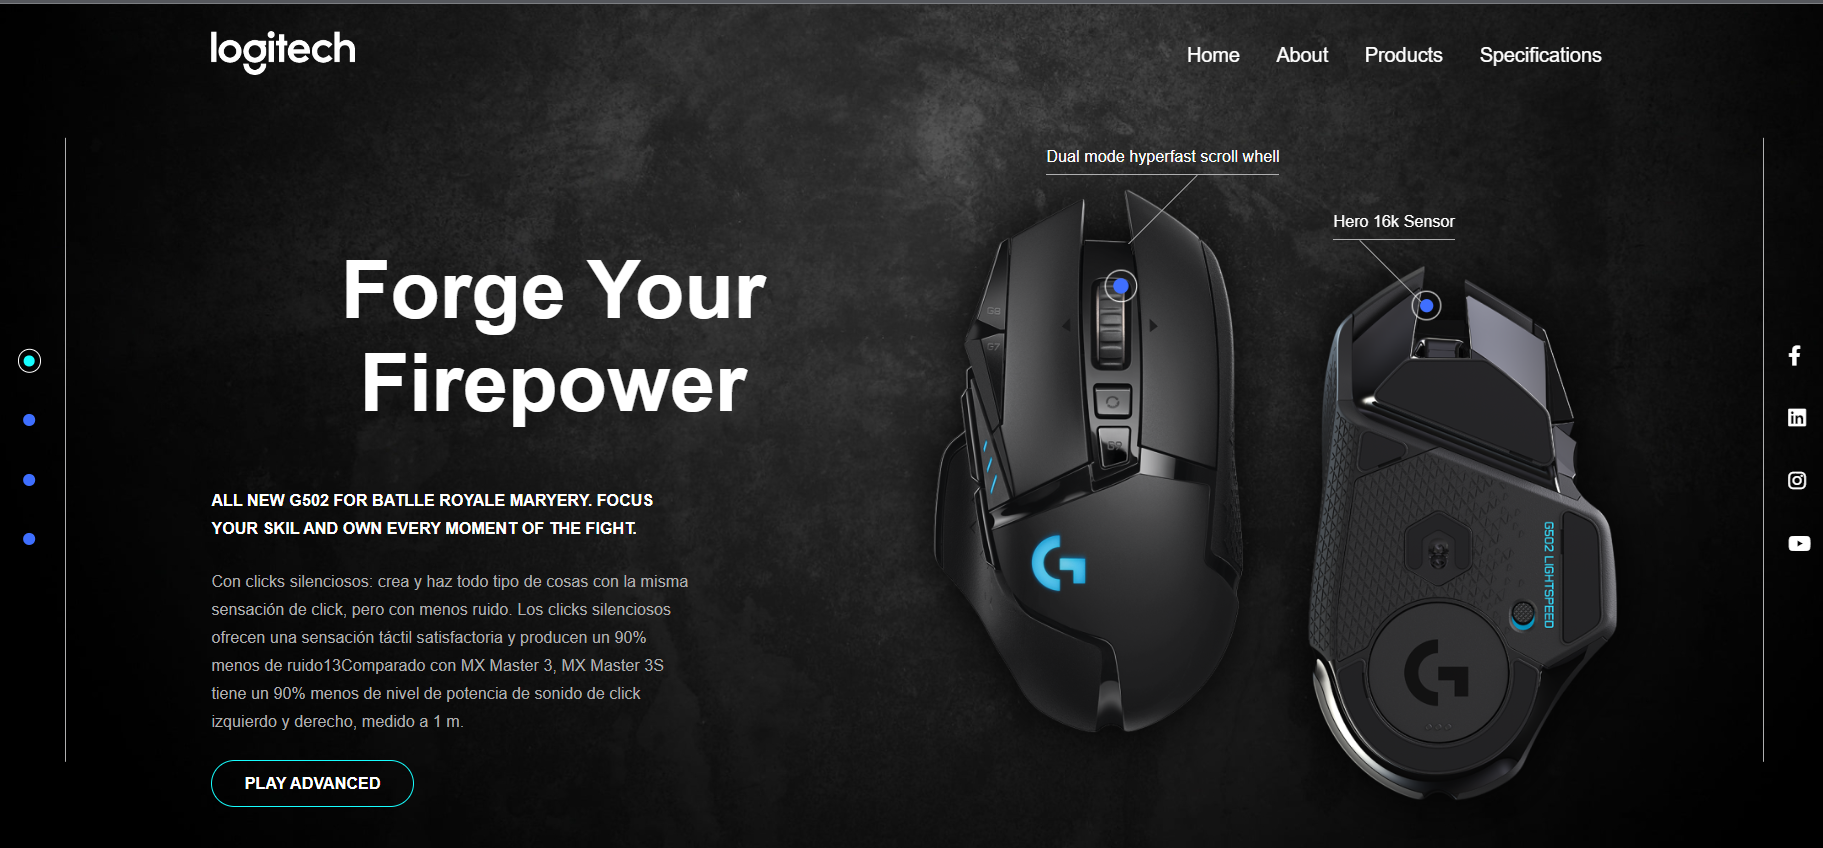 logitech
Home About Products Specifications
Dual mode hyperfast scroll whell
Hero 16k Sensor
Forge Your
Firepower
ALL NEW G502 FOR BATLLE ROYALE MARYERY. FOCUS
YOUR SKIL AND OWN EVERY MOMENT OF THE FIGHT.
Con clicks silenciosos: crea y haz todo tipo de cosas con la misma
sensación de click, pero con menos ruido. Los clicks silenciosos
ofrecen una sensación táctil satisfactoria y producen un 90%
menos de ruido13Comparado con MX Master 3, MX Master 3S
tiene un 90% menos de nivel de potencia de sonido de click
izquierdo y derecho, medido a 1 m.
PLAY ADVANCED
G8
G7
G9
G
G502 LIGHTSPEED
G